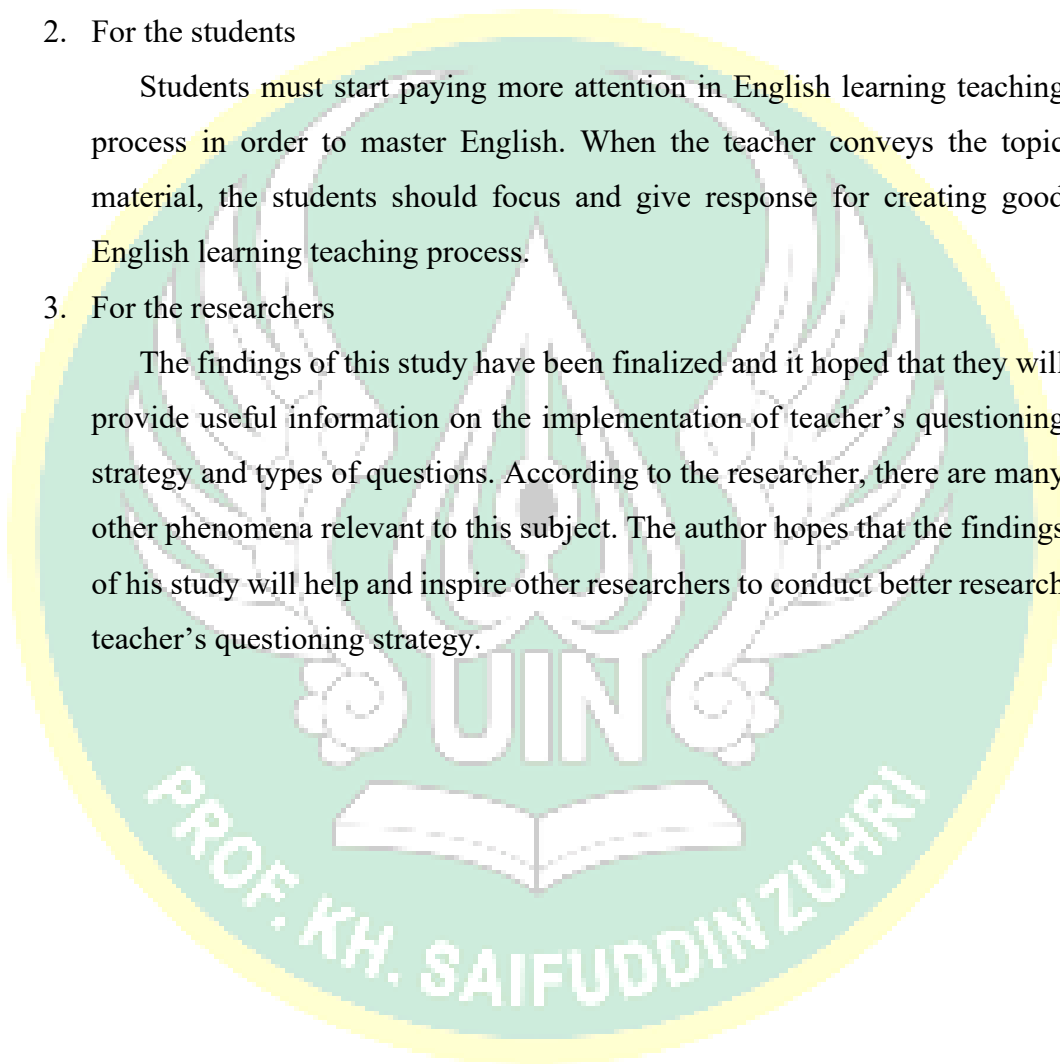 2. For the students
Students must start paying more attention in English learning teaching
process in order to master English. When the teacher conveys the topic
material, the students should focus and give response for creating good
English learning teaching process.
3. For the researchers
The findings of this study have been finalized and it hoped that they will
provide useful information on the implementation of teacher’s questioning
strategy and types of questions. According to the researcher, there are many
other phenomena relevant to this subject. The author hopes that the findings
of his study will help and inspire other researchers to conduct better research
teacher’s questioning strategy.
UIN
PROF. KH. SAIFUDDIN ZUHRI